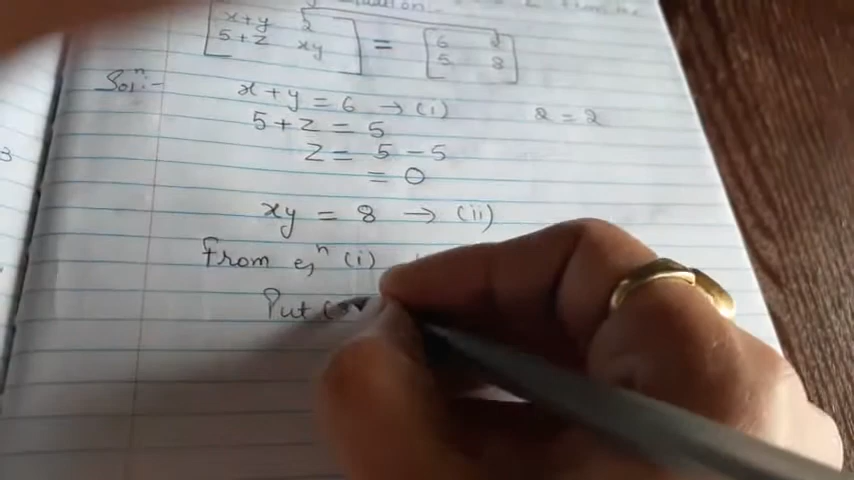 x+y 2 = 6 2
5+z xy 5 8
Solⁿ:-
x+y = 6 → (i) 2 = 2
5+z = 5
z = 5-5
= 0
xy = 8 → (ii)
from eqⁿ (i)
Put